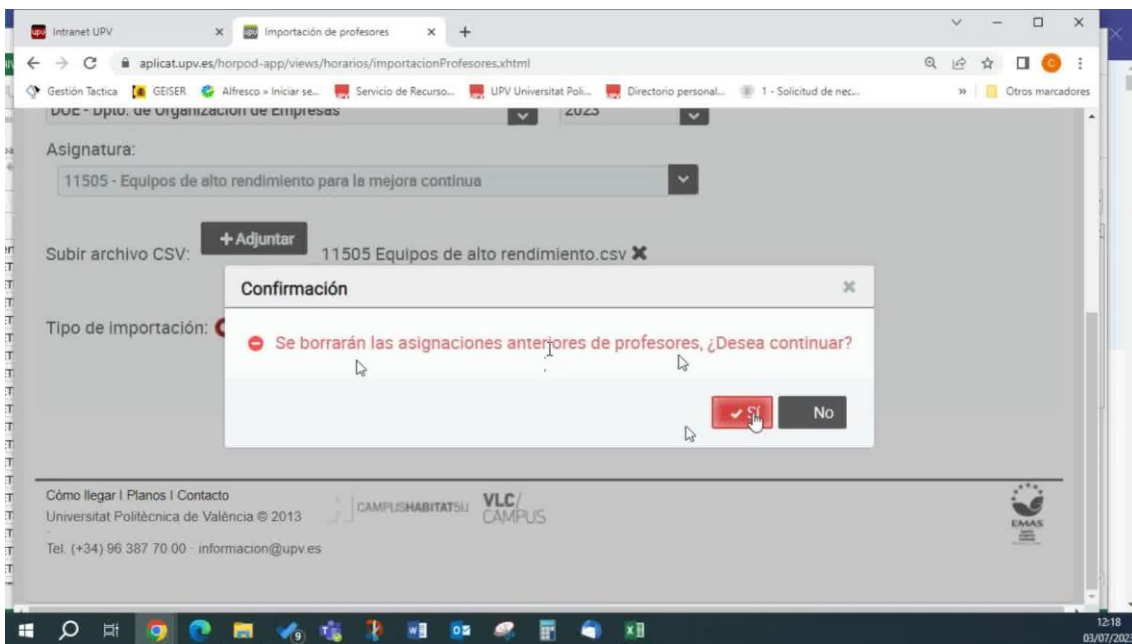 Intranet UPV
Importación de profesores
aplicat.upv.es/horpod-app/views/horarios/importacionProfesores.xhtml
Gestión Tactica GEISER Alfresco » Iniciar se... Servicio de Recurso... UPV Universitat Poli... Directorio personal... 1 - Solicitud de nec... » Otros marcadores
DOE - Dpto. de Organización de Empresas 2023
Asignatura:
11505 - Equipos de alto rendimiento para la mejora continua
+ Adjuntar
Subir archivo CSV: 11505 Equipos de alto rendimiento.csv
Confirmación
Tipo de importación:
Se borrarán las asignaciones anteriores de profesores, ¿Desea continuar?
Sí No
Cómo llegar I Planos I Contacto
Universitat Politècnica de València © 2013
CAMPUSHABITAT5U
VLC/
CAMPUS
EMAS
Tel. (+34) 96 387 70 00 · informacion@upv.es
12:18